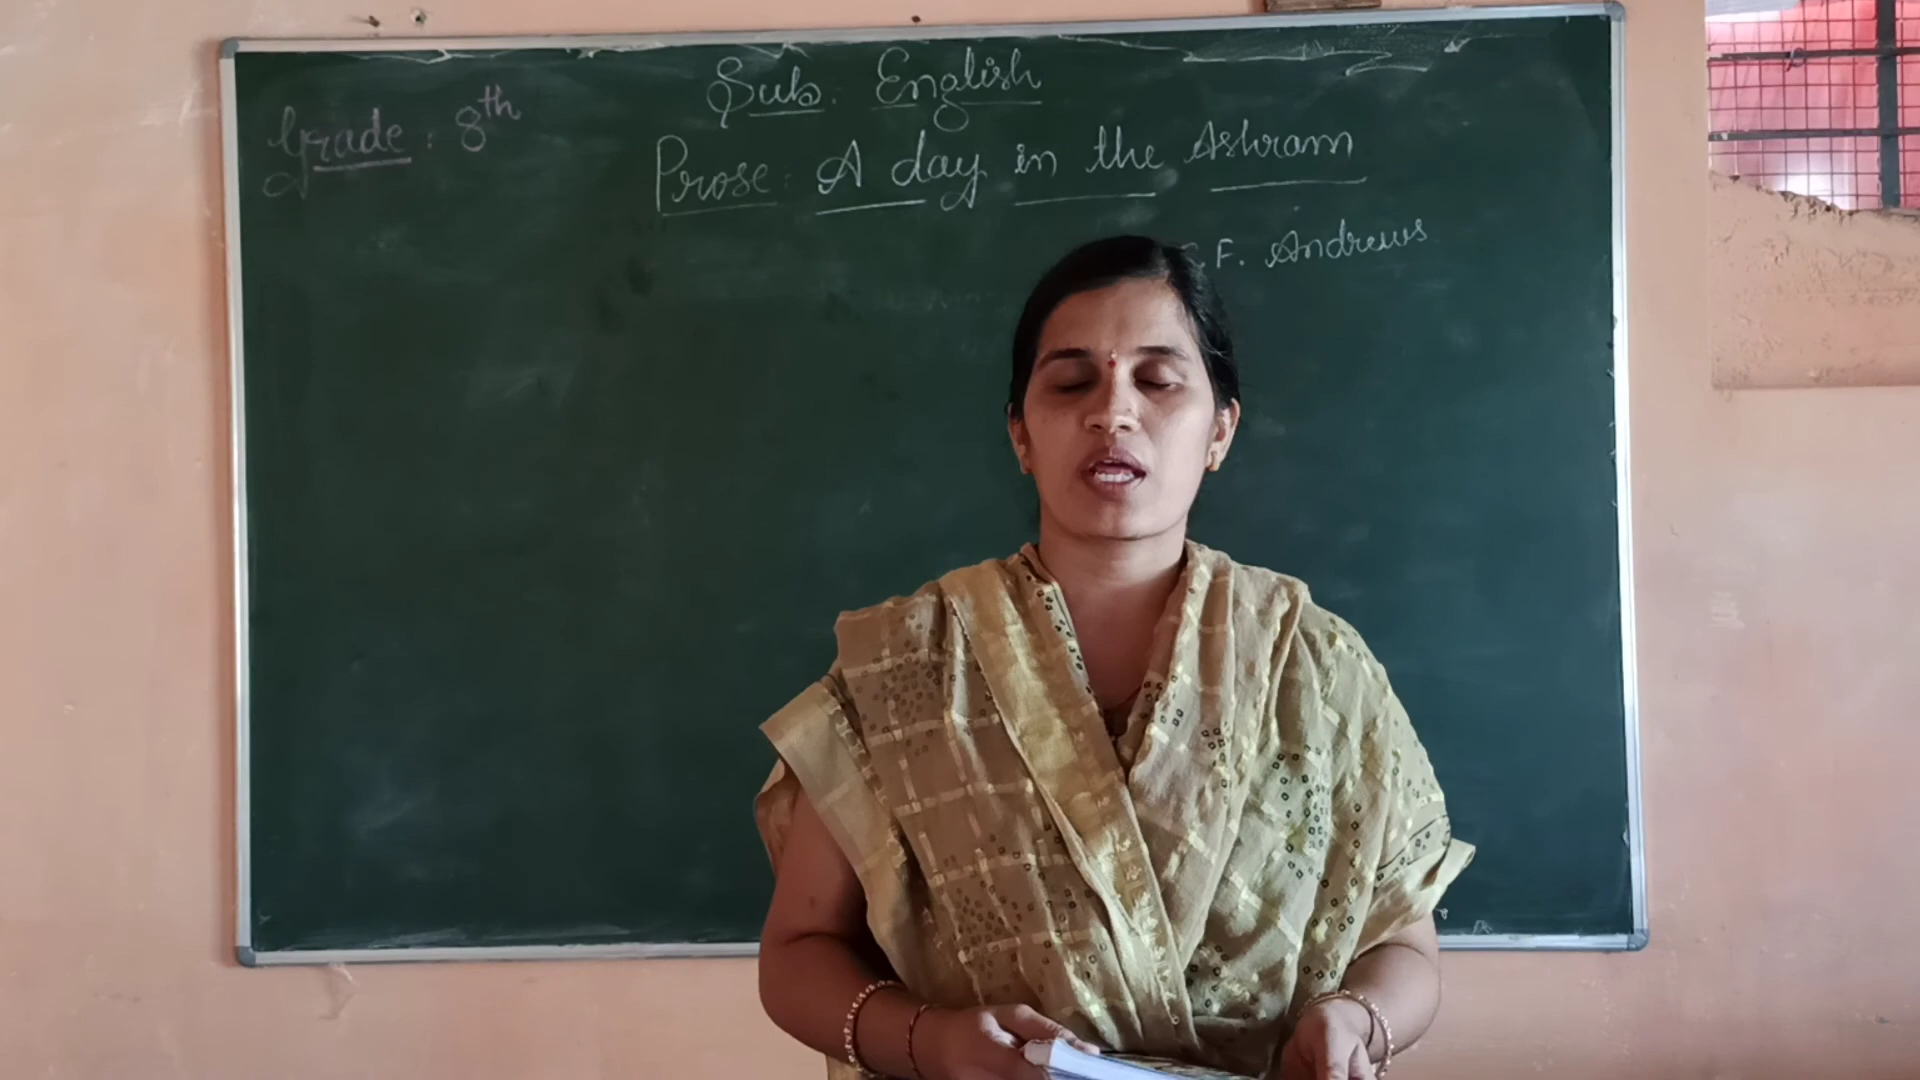 Sub. English
Grade : 8th
Prose : A day in the Ashram
C.F. Andrews